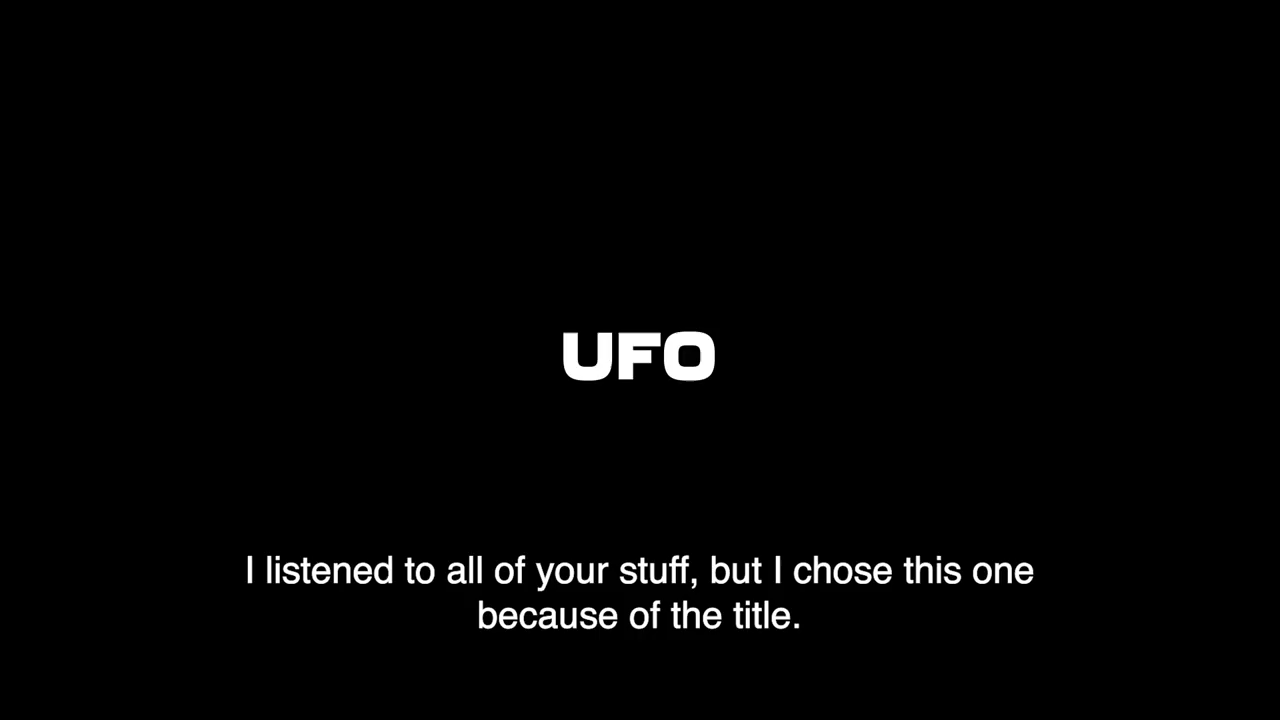 UFO
I listened to all of your stuff, but I chose this one
because of the title.